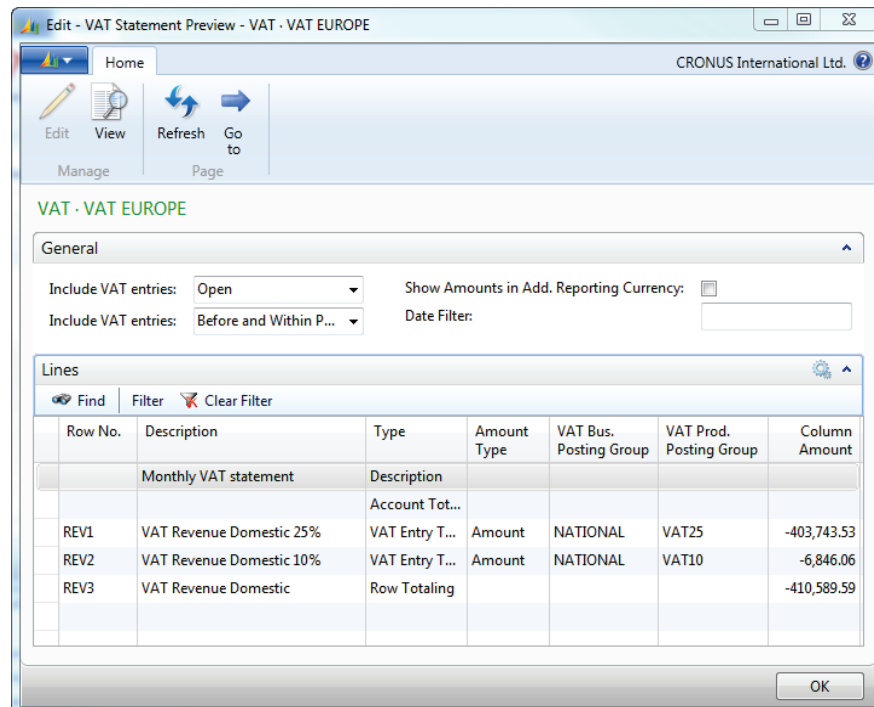 Edit - VAT Statement Preview - VAT · VAT EUROPE
Home
CRONUS International Ltd.
Edit View Refresh Go to
Manage Page
VAT · VAT EUROPE
General
Include VAT entries: Open Show Amounts in Add. Reporting Currency:
Include VAT entries: Before and Within P... Date Filter:
Lines
Find Filter Clear Filter
Row No. Description Type Amount Type VAT Bus. Posting Group VAT Prod. Posting Group Column Amount
Monthly VAT statement Description
Account Tot...
REV1 VAT Revenue Domestic 25% VAT Entry T... Amount NATIONAL VAT25 -403,743.53
REV2 VAT Revenue Domestic 10% VAT Entry T... Amount NATIONAL VAT10 -6,846.06
REV3 VAT Revenue Domestic Row Totaling -410,589.59
OK